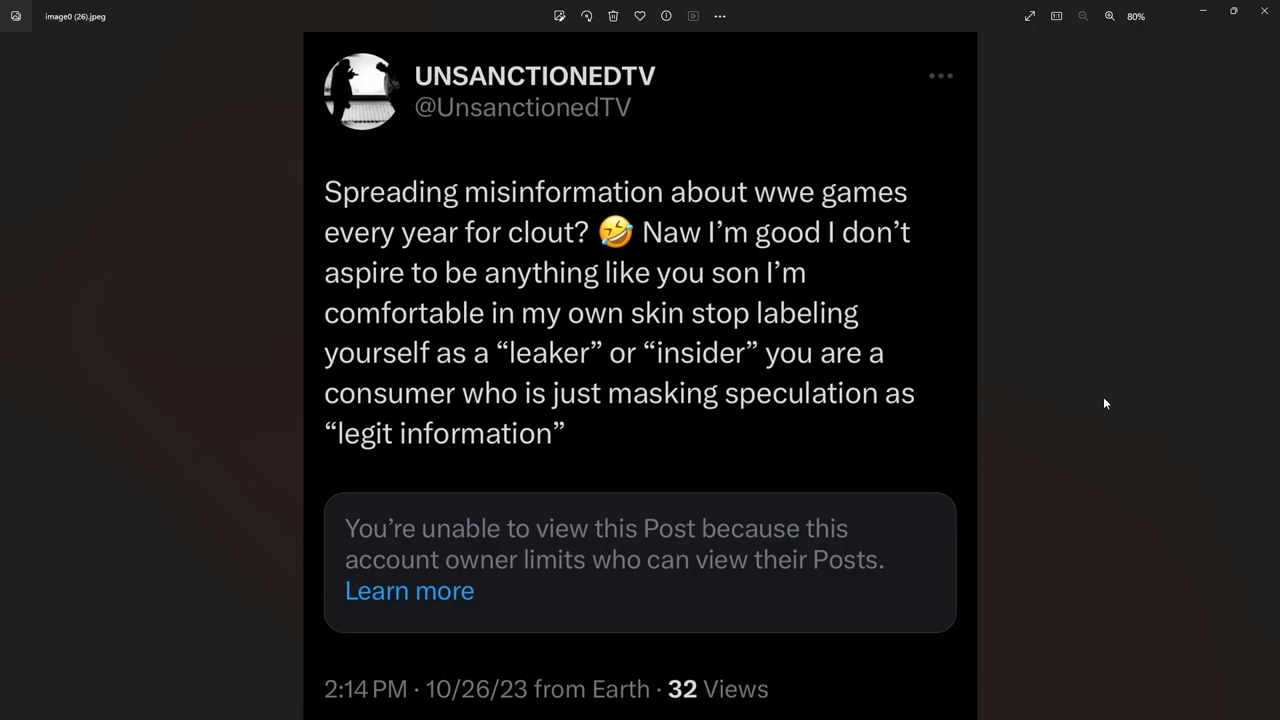 image0 (26).jpeg
80%
UNSANCTIONEDTV
@UnsanctionedTV
Spreading misinformation about wwe games
every year for clout? 🤣 Naw I’m good I don’t
aspire to be anything like you son I’m
comfortable in my own skin stop labeling
yourself as a “leaker” or “insider” you are a
consumer who is just masking speculation as
“legit information”
You’re unable to view this Post because this
account owner limits who can view their Posts.
Learn more
2:14 PM · 10/26/23 from Earth · 32 Views